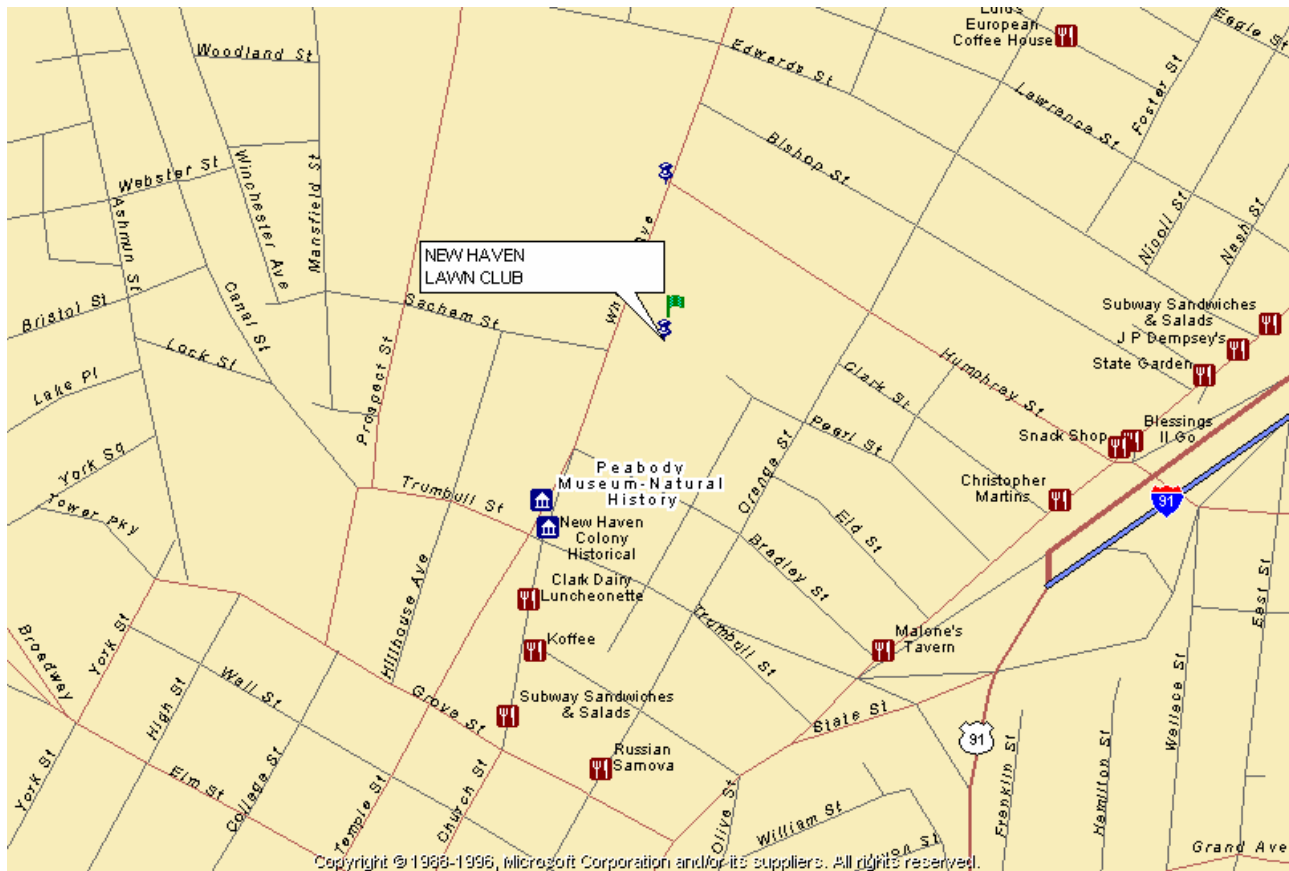 Lulu's
European
Coffee House
Eagle St
Woodland St
Edwards St
Foster St
Lawrance St
Bishop St
Webster St
Winchester Ave
Mansfield St
Ashmun St
Nicoll St
Nash St
NEW HAVEN
LAWN CLUB
Wh
ve
Sachem St
Bristol St
Canal St
Lock St
Lake Pl
Prospect St
Subway Sandwiches
& Salads
J P Dempsey's
State Garden
Humphrey St
Clark St
Pearl St
Snack Shop
Blessings
II Go
York Sq
Tower Pky
Trumbull St
Peabody
Museum-Natural
History
Orange St
Christopher
Martins
91
New Haven
Colony
Historical
Eld St
Bradley St
Hillhouse Ave
Clark Dairy
Luncheonette
Koffee
Trumbull St
Malone's
Tavern
East St
Broadway
York St
Wall St
High St
Grove St
Subway Sandwiches
& Salads
State St
91
Wallace St
Russian
Samova
York St
Elm St
College St
Temple St
Church St
Olive St
William St
Lyon St
Franklin St
Hamilton St
Grand Ave
Copyright © 1988-1996, Microsoft Corporation and/or its suppliers. All rights reserved.